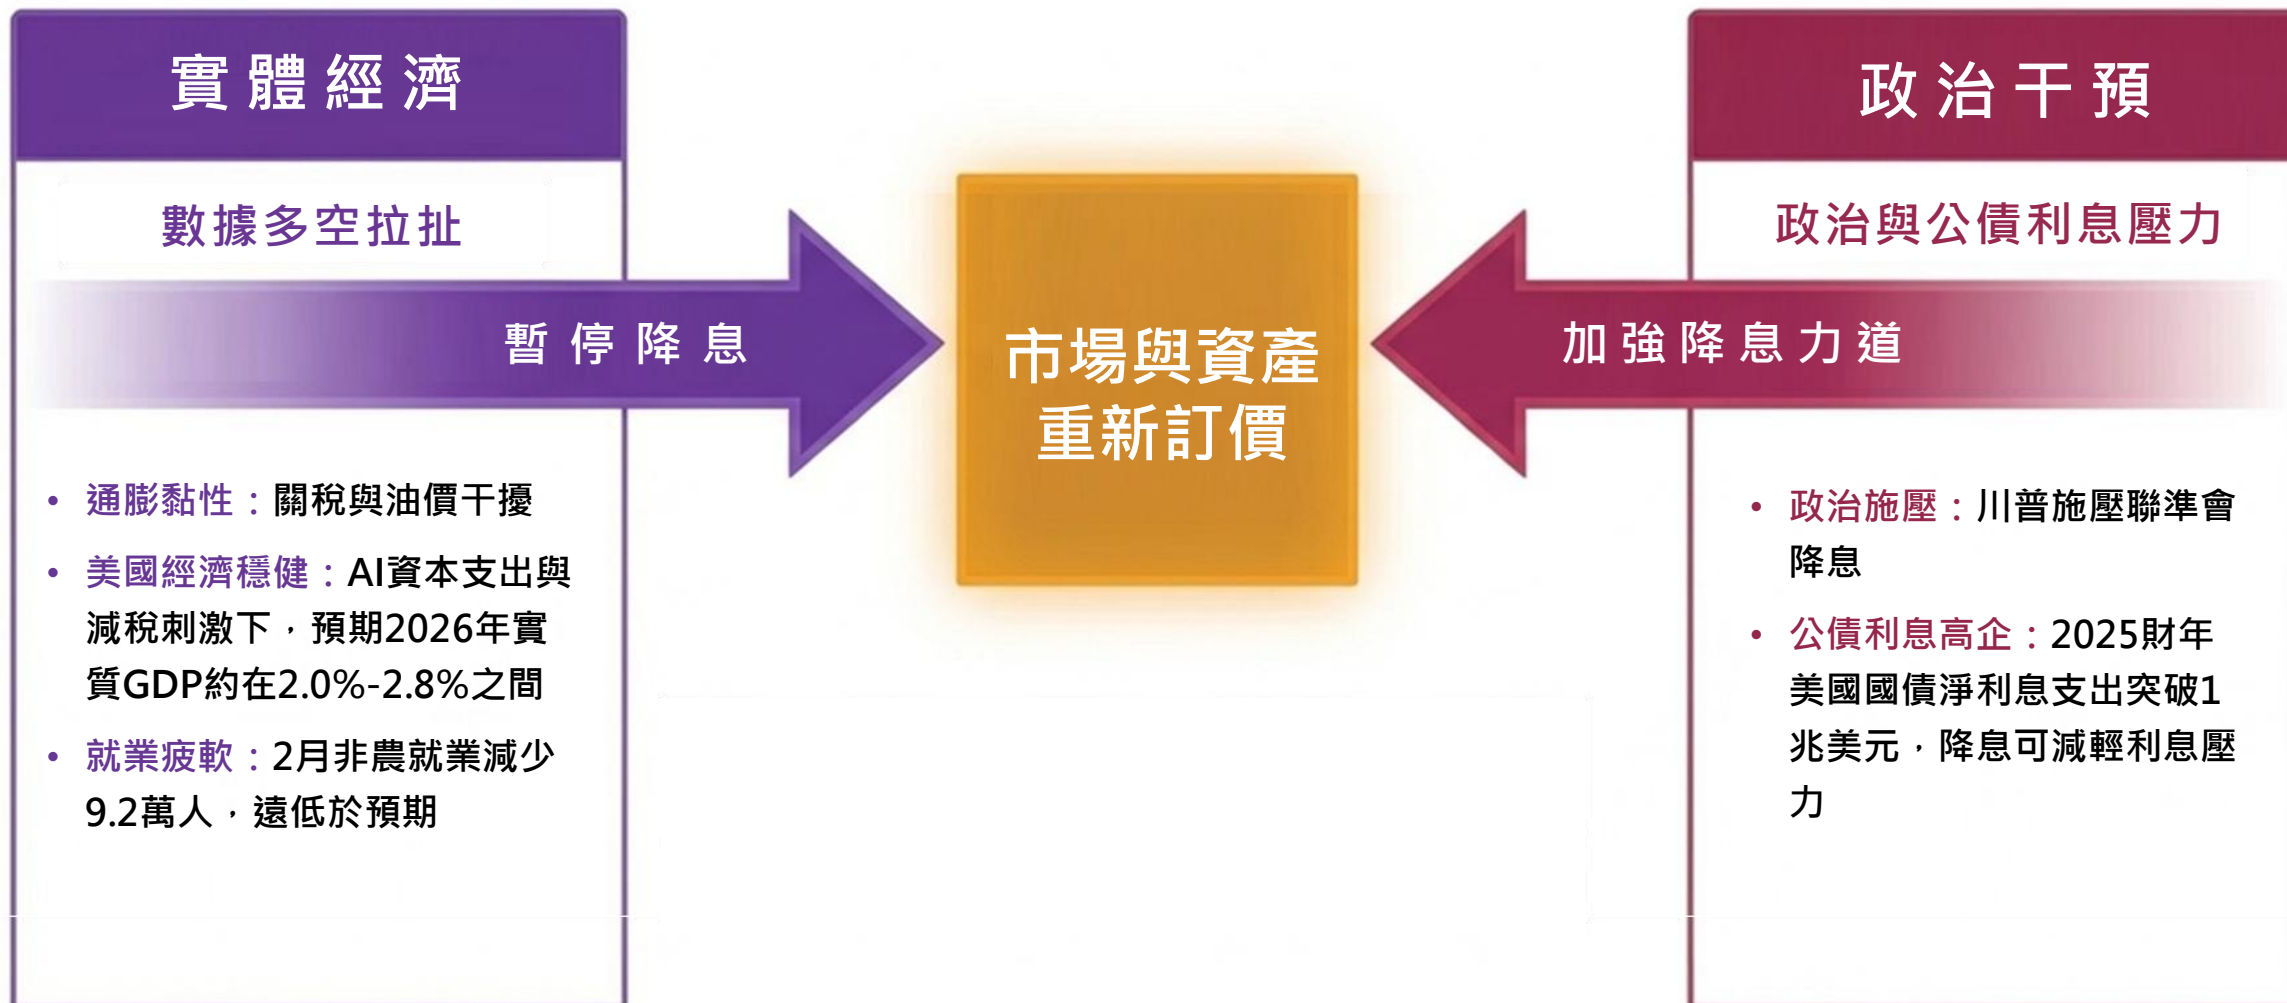 實體經濟
數據多空拉扯
暫停降息
• 通膨黏性：關稅與油價干擾
• 美國經濟穩健：AI資本支出與
減稅刺激下，預期2026年實
質GDP約在2.0%-2.8%之間
• 就業疲軟：2月非農就業減少
9.2萬人，遠低於預期
市場與資產
重新訂價
政治干預
政治與公債利息壓力
加強降息力道
• 政治施壓：川普施壓聯準會
降息
• 公債利息高企：2025財年
美國國債淨利息支出突破1
兆美元，降息可減輕利息壓
力